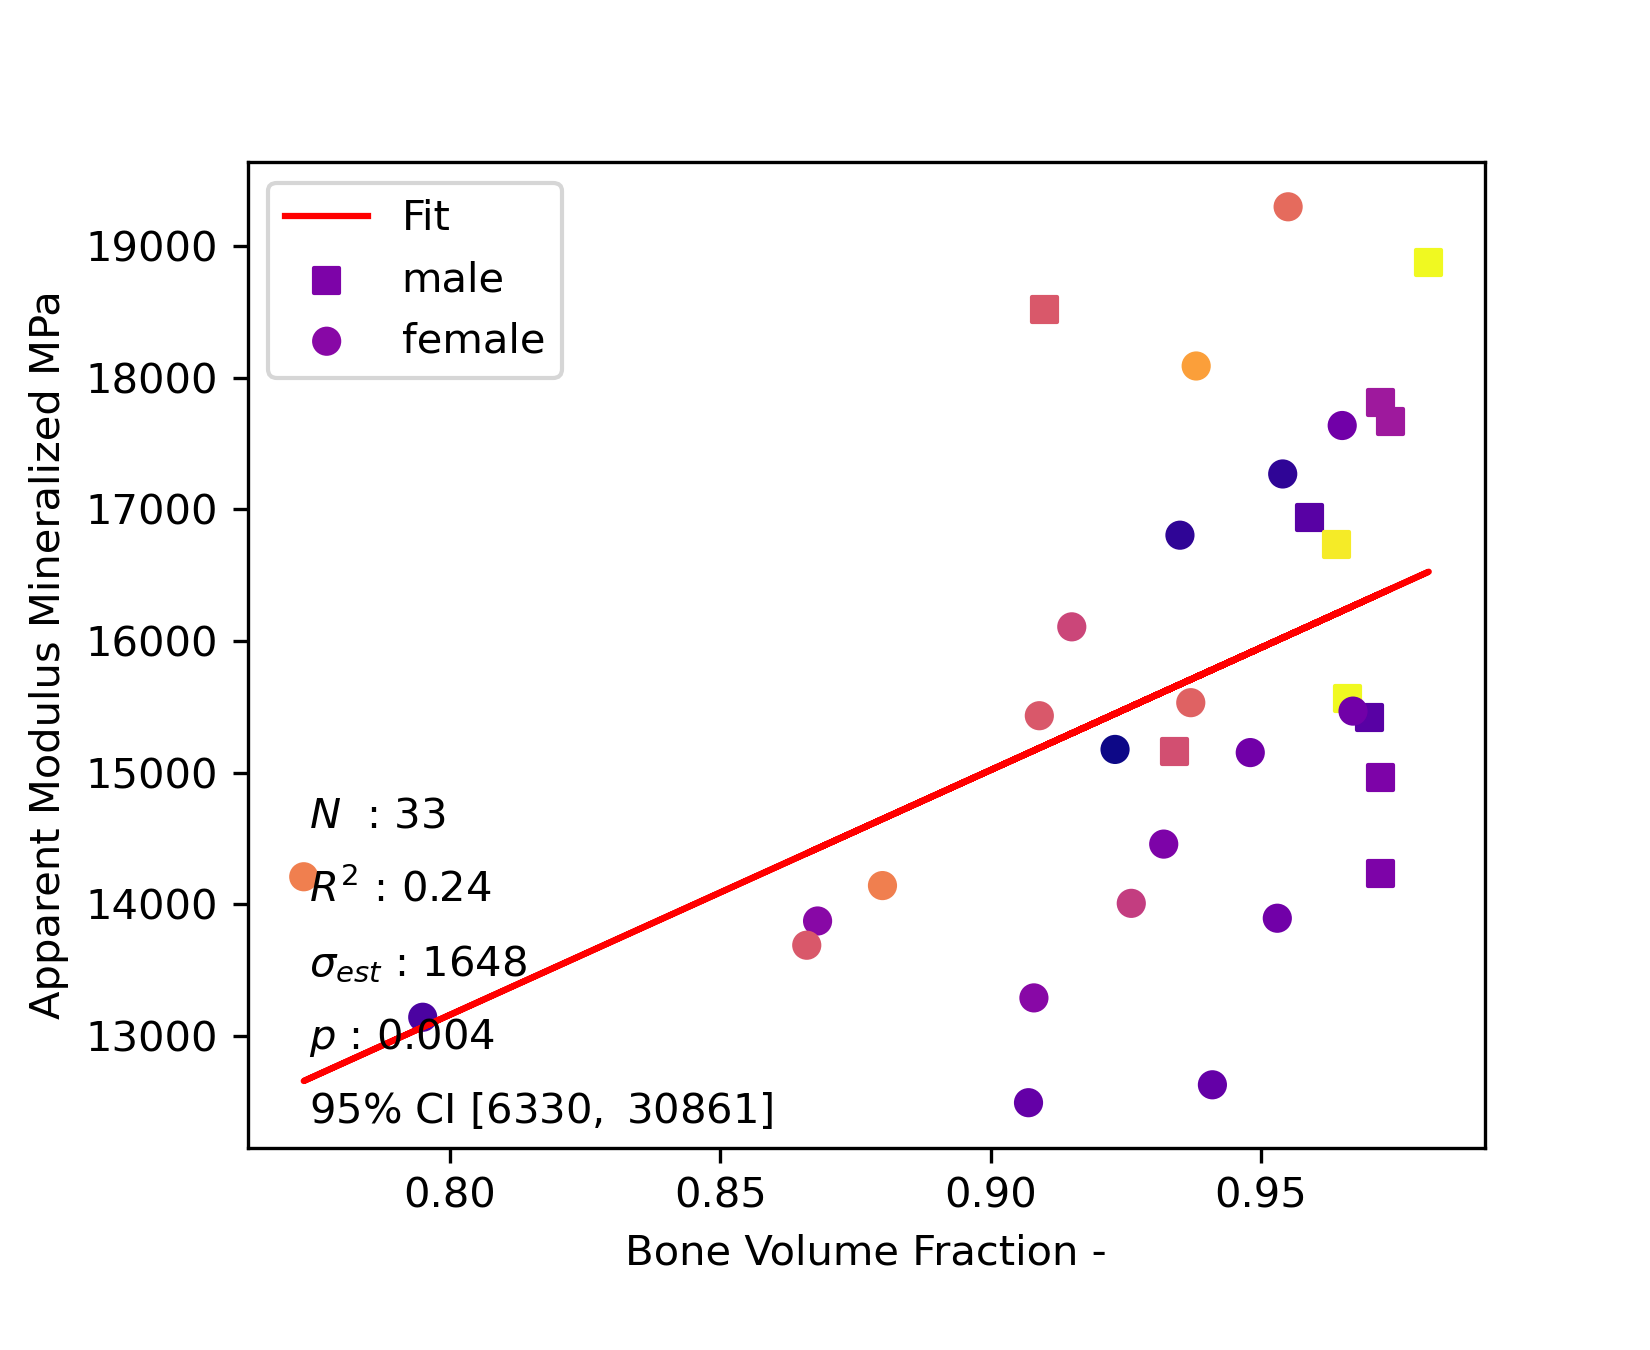 Fit
male
female
19000
18000
17000
16000
15000
14000
13000
Apparent Modulus Mineralized MPa
N : 33
R² : 0.24
σest : 1648
p : 0.004
95% CI [6330, 30861]
0.80 0.85 0.90 0.95
Bone Volume Fraction -